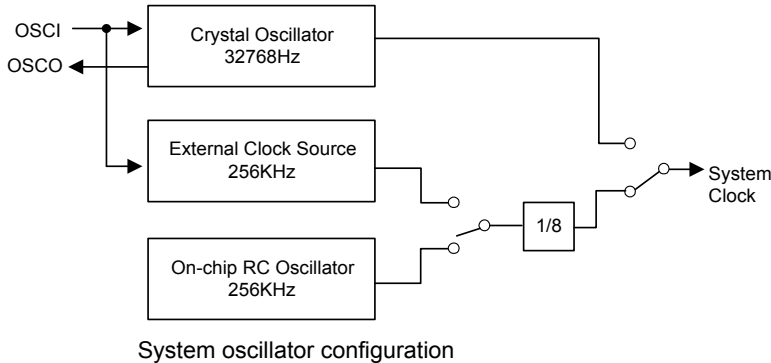 OSCI
OSCO
Crystal Oscillator
32768Hz
External Clock Source
256KHz
On-chip RC Oscillator
256KHz
1/8
System
Clock
System oscillator configuration